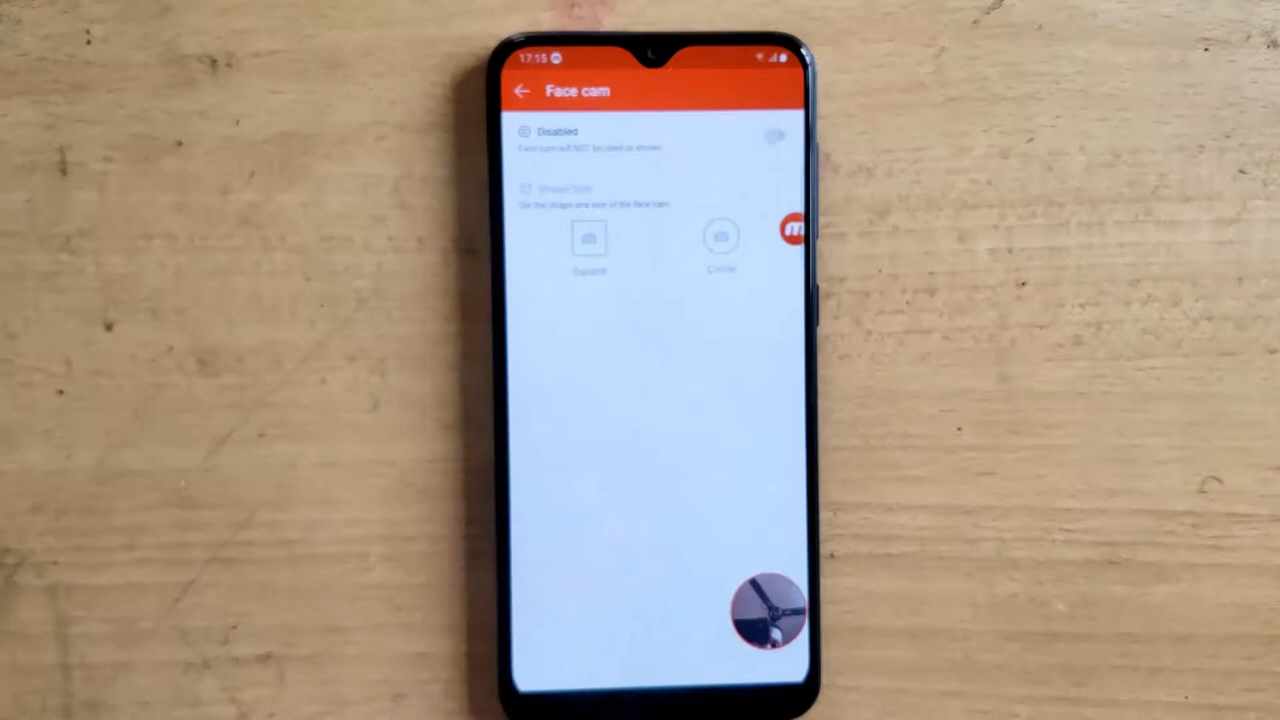 17:15
Face cam
Disabled
Face cam will NOT be used as shown.
Set the shape and size of the face cam
m
Square
Circle